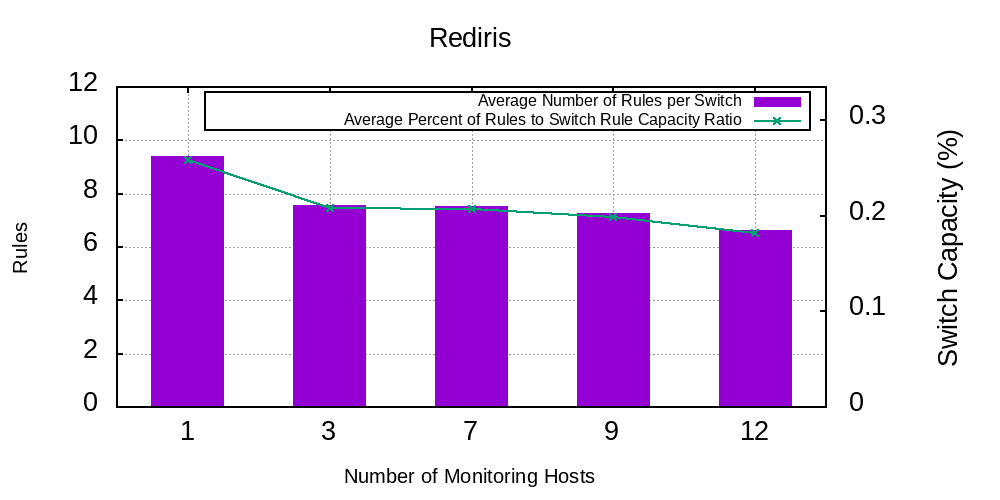 Rediris
Average Number of Rules per Switch
Average Percent of Rules to Switch Rule Capacity Ratio
12
10
8
6
4
2
0
Rules
0.3
0.2
0.1
0
Switch Capacity (%)
1 3 7 9 12
Number of Monitoring Hosts